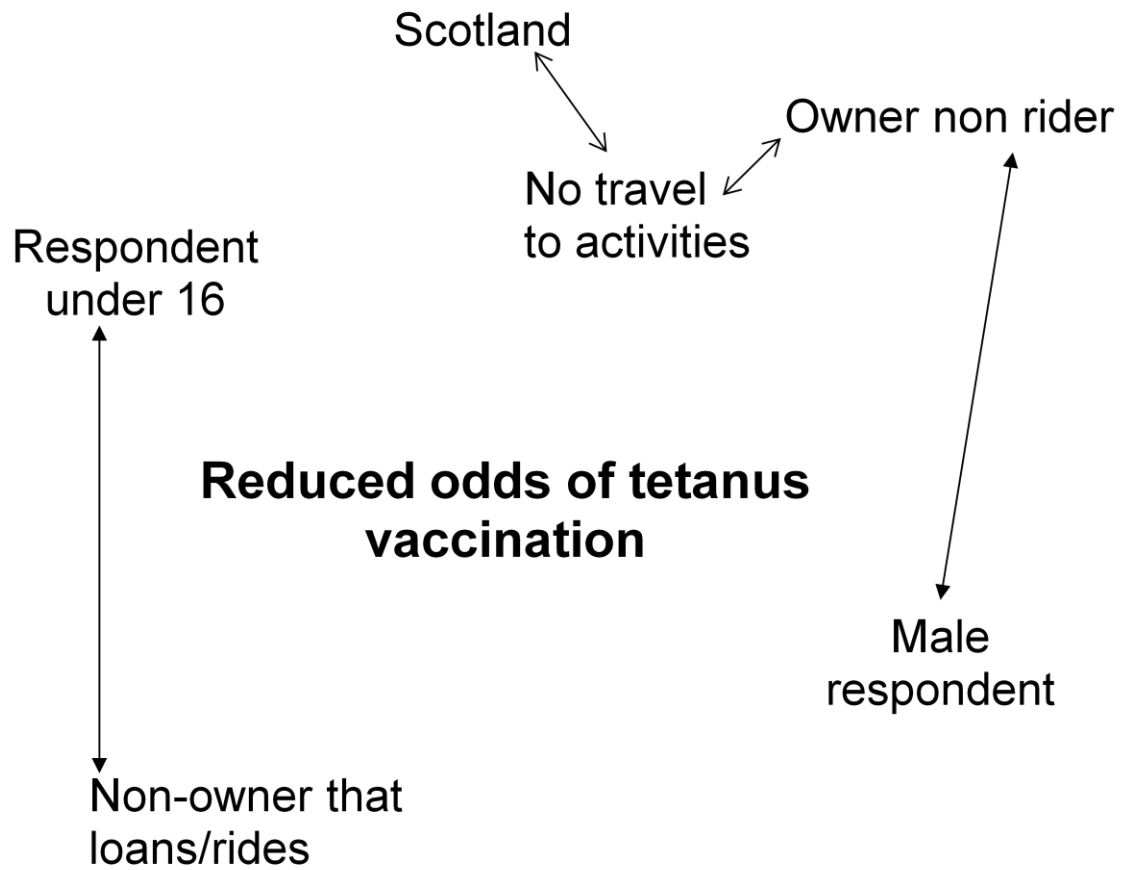 Scotland
Owner non rider
No travel
to activities
Respondent
under 16
Reduced odds of tetanus
vaccination
Male
respondent
Non-owner that
loans/rides